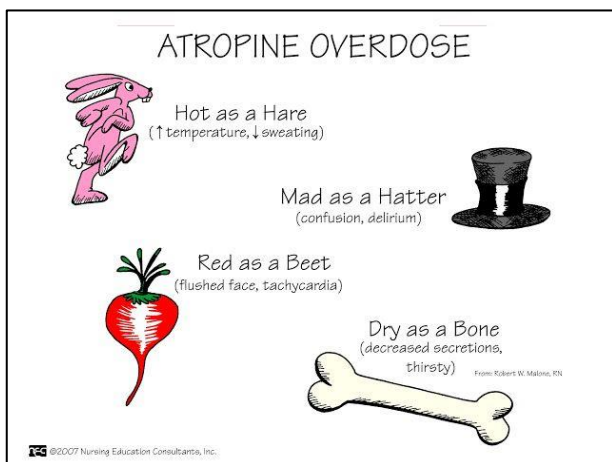 ATROPINE OVERDOSE
Hot as a Hare
(↑temperature, ↓sweating)
Mad as a Hatter
(confusion, delirium)
Red as a Beet
(flushed face, tachycardia)
Dry as a Bone
(decreased secretions,
thirsty)
From: Robert W. Malone, RN
nec ©2007 Nursing Education Consultants, Inc.